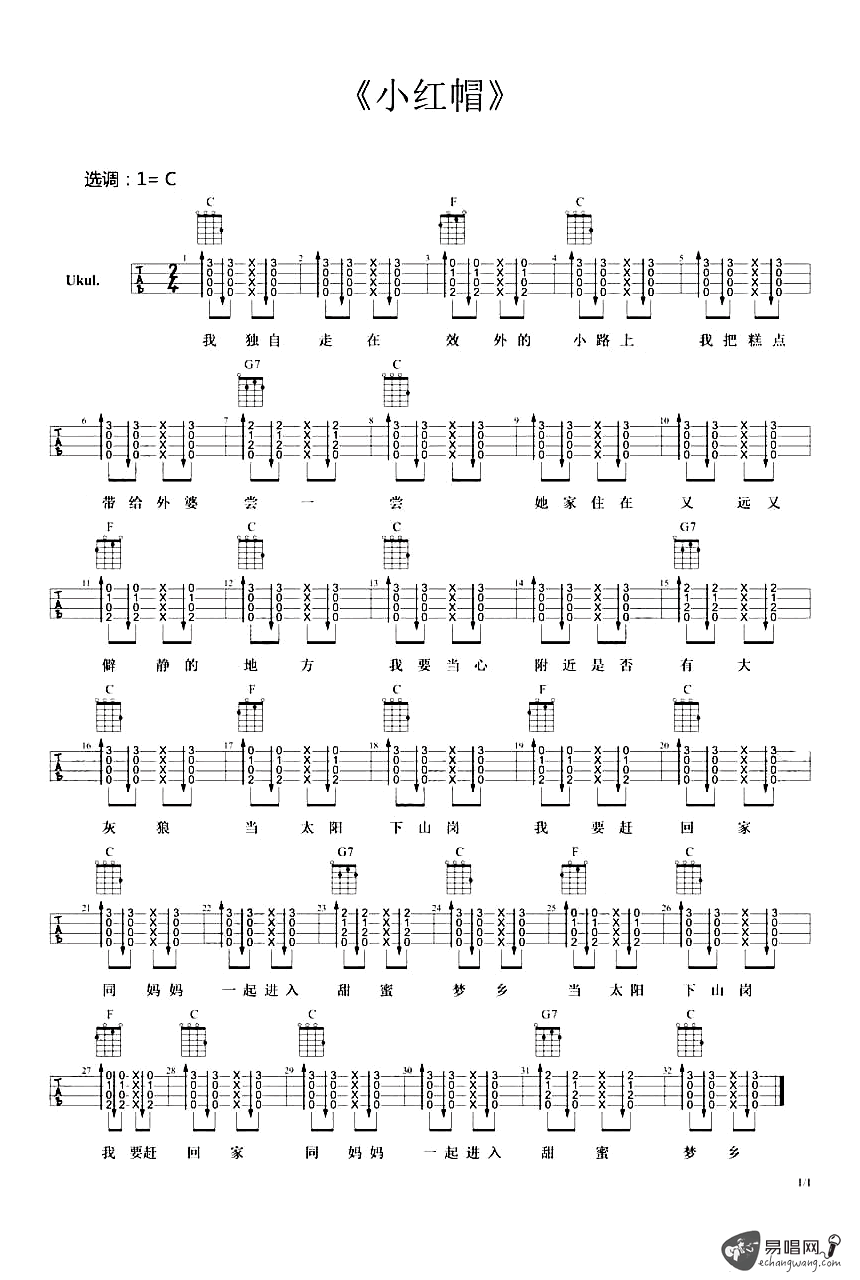 《小红帽》
选调：1= C
C F C
Ukul.
我 独自 走 在 效 外 的 小 路 上 我 把 糕 点
G7 C
带 给 外 婆 尝 一 尝 她 家 住 在 又 远 又
F C C G7
僻 静 的 地 方 我 要 当 心 附 近 是 否 有 大
C F C F C
灰 狼 当 太 阳 下 山 岗 我 要 赶 回 家
C G7 C F C
同 妈 妈 一 起 进 入 甜 蜜 梦 乡 当 太 阳 下 山 岗
F C C G7 C
我 要 赶 回 家 同 妈 妈 一 起 进 入 甜 蜜 梦 乡
1/1
易唱网
echangwang.com